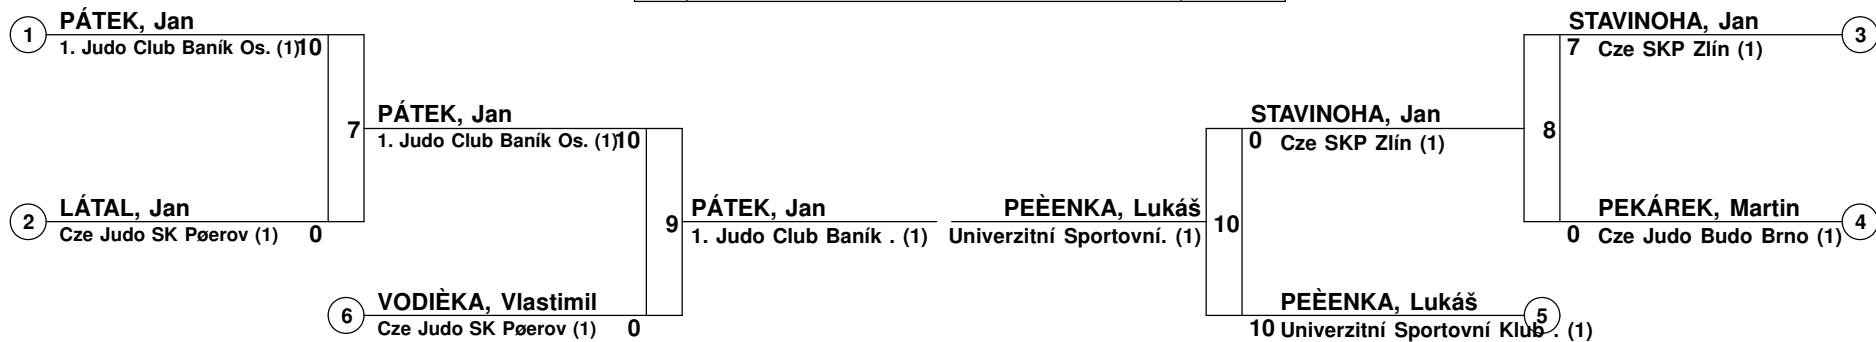 1 PÁTEK, Jan
1. Judo Club Baník Os. (1) 10
7
2 LÁTAL, Jan
Cze Judo SK Pøerov (1) 0
PÁTEK, Jan
1. Judo Club Baník Os. (1) 10
9
6 VODIÈKA, Vlastimil
Cze Judo SK Pøerov (1) 0
PÁTEK, Jan
1. Judo Club Baník . (1)
PEÈENKA, Lukáš
Univerzitní Sportovní. (1)
10
STAVINOHA, Jan
0 Cze SKP Zlín (1)
PEÈENKA, Lukáš 5
10 Univerzitní Sportovní Klub . (1)
8
STAVINOHA, Jan 3
7 Cze SKP Zlín (1)
PEKÁREK, Martin 4
0 Cze Judo Budo Brno (1)